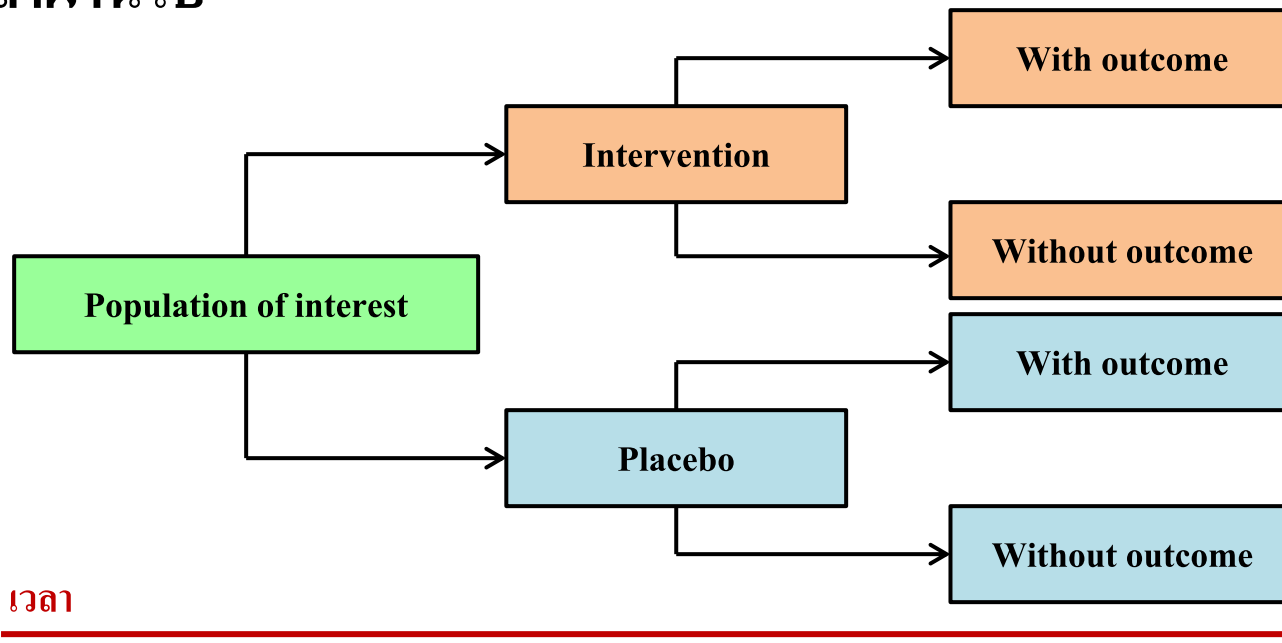 With outcome
Intervention
Without outcome
Population of interest
With outcome
Placebo
Without outcome
เวลา